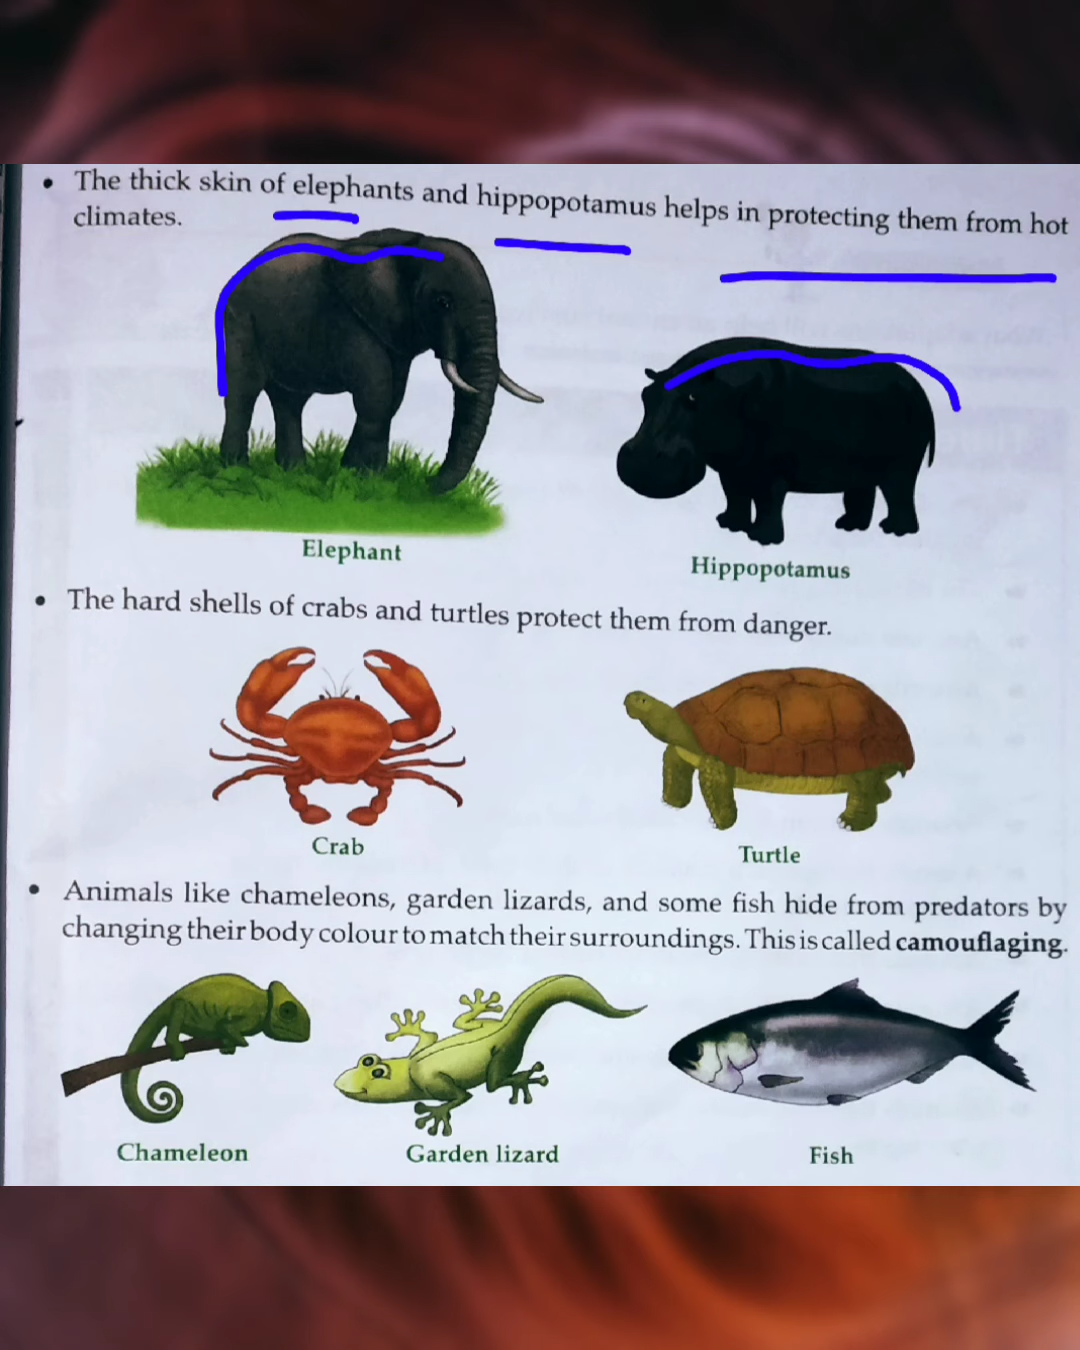 • The thick skin of elephants and hippopotamus helps in protecting them from hot
climates.
Elephant
Hippopotamus
• The hard shells of crabs and turtles protect them from danger.
Crab
Turtle
• Animals like chameleons, garden lizards, and some fish hide from predators by
changing their body colour to match their surroundings. This is called camouflaging.
Chameleon
Garden lizard
Fish